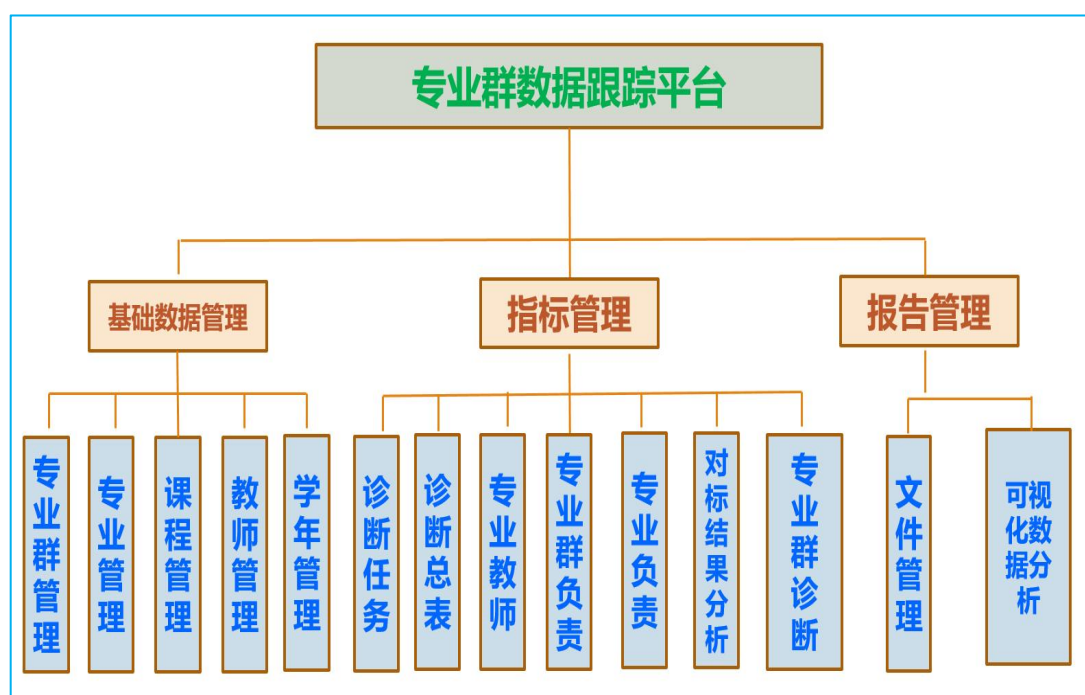 专业群数据跟踪平台
基础数据管理
指标管理
报告管理
专业群管理
专业管理
课程管理
教师管理
学年管理
诊断任务
诊断总表
专业教师
专业群负责
专业负责
对标结果分析
专业群诊断
文件管理
可视
化数
据分
析